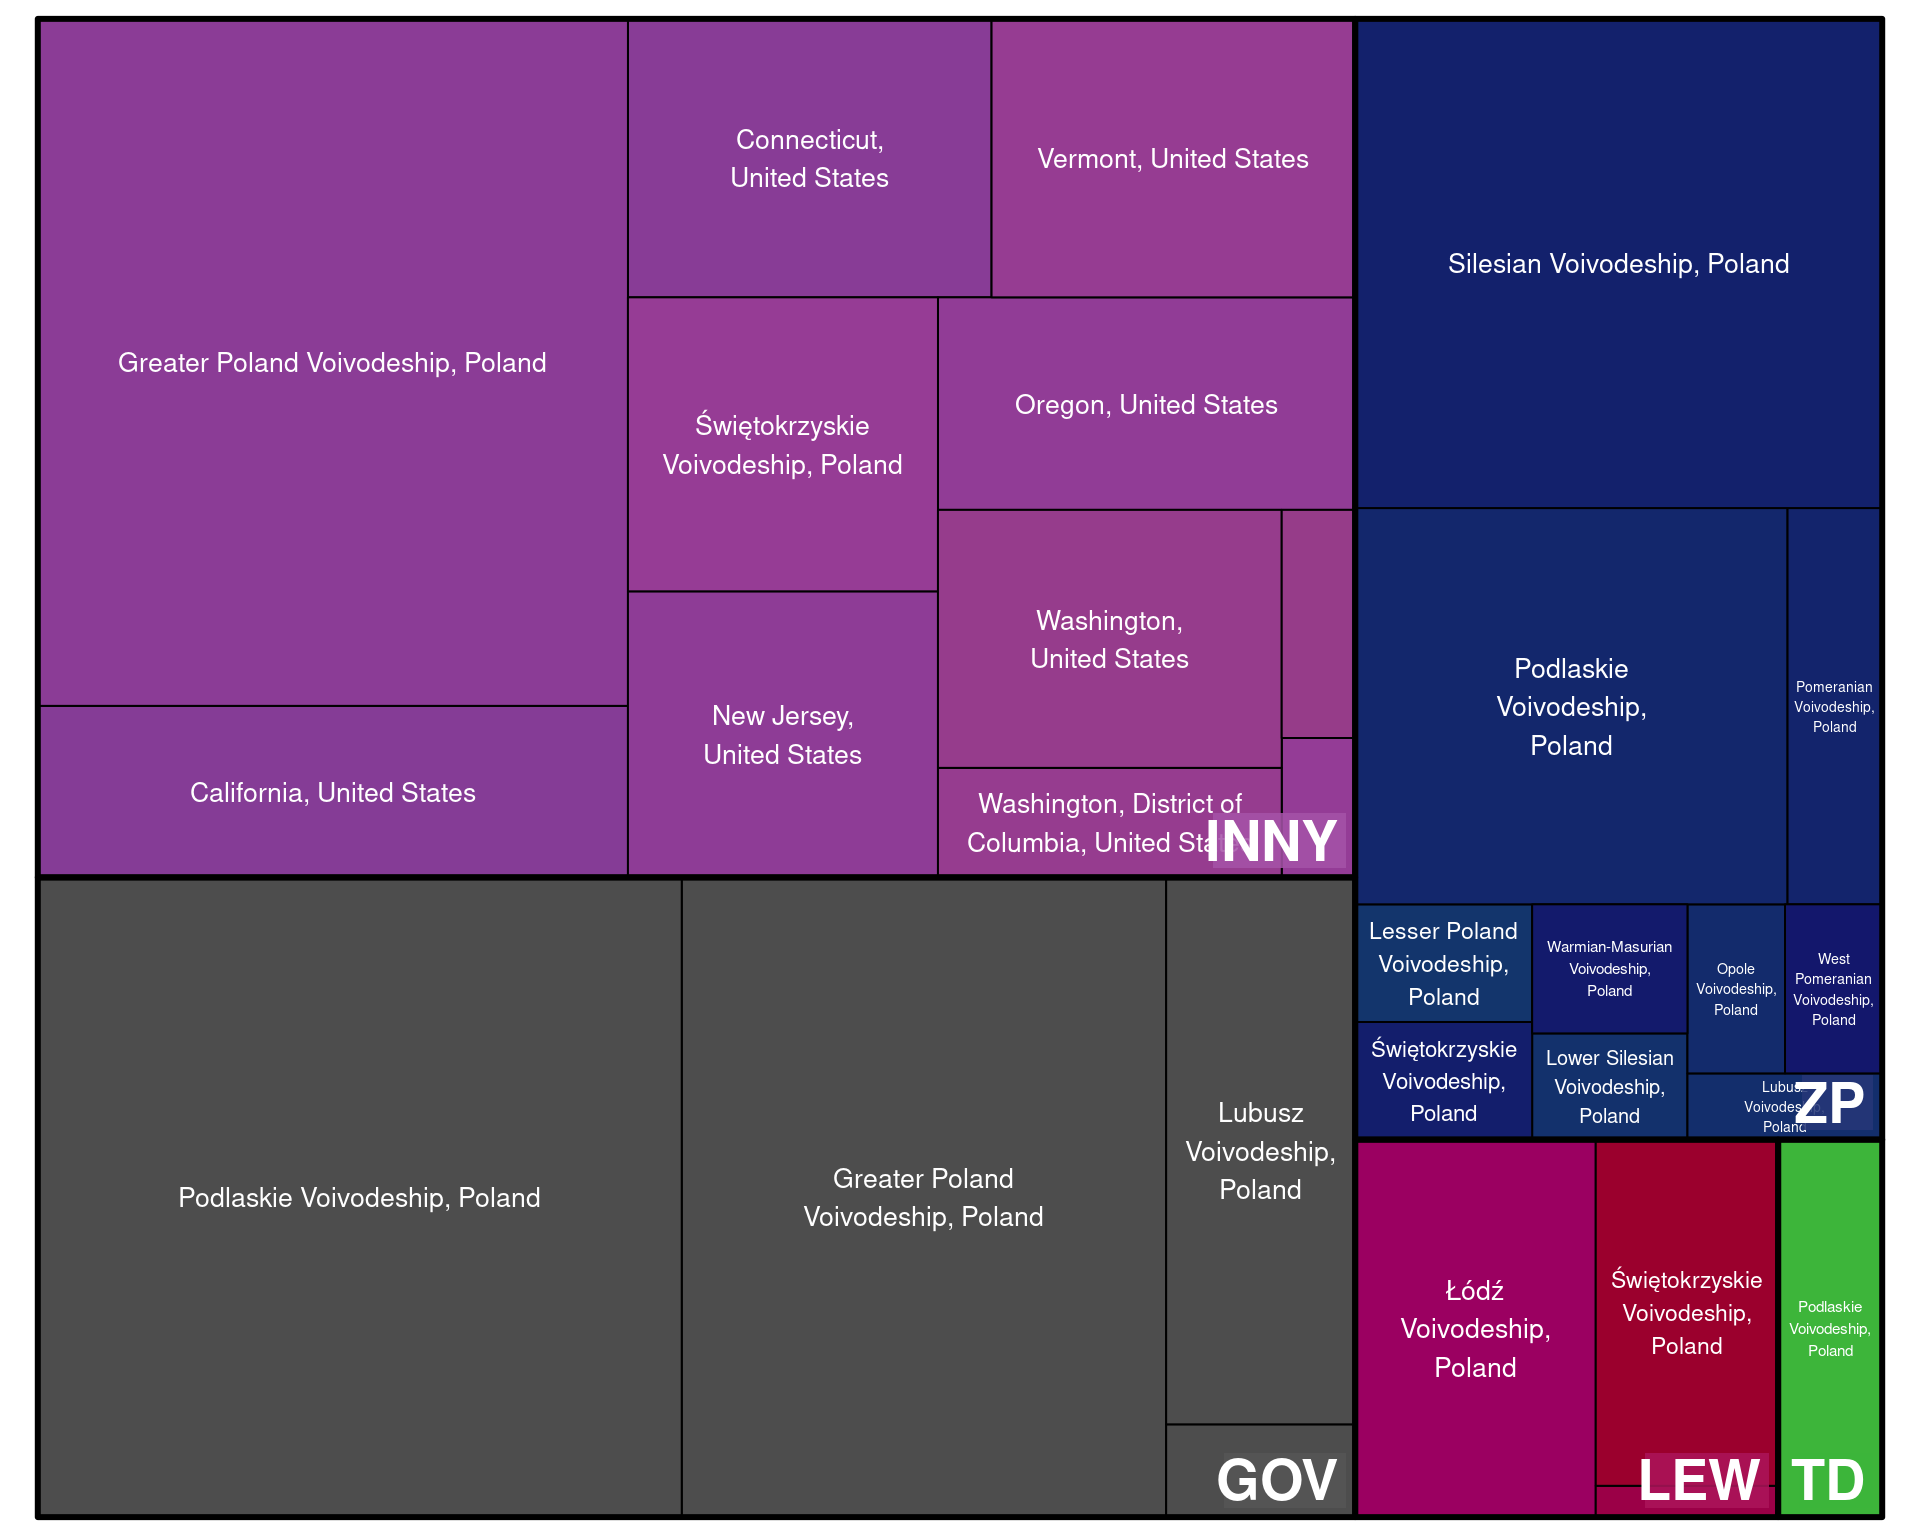 Greater Poland Voivodeship, Poland
California, United States
Connecticut,
United States
Vermont, United States
Świętokrzyskie
Voivodeship, Poland
Oregon, United States
New Jersey,
United States
Washington,
United States
Washington, District of
Columbia, United States
INNY
Podlaskie Voivodeship, Poland
Greater Poland
Voivodeship, Poland
Lubusz
Voivodeship,
Poland
GOV
Silesian Voivodeship, Poland
Podlaskie
Voivodeship,
Poland
Pomeranian
Voivodeship,
Poland
Lesser Poland
Voivodeship,
Poland
Świętokrzyskie
Voivodeship,
Poland
Warmian-Masurian
Voivodeship,
Poland
Lower Silesian
Voivodeship,
Poland
Opole
Voivodeship,
Poland
West
Pomeranian
Voivodeship,
Poland
Lubusz
Voivodeship,
Poland
ZP
Łódź
Voivodeship,
Poland
Świętokrzyskie
Voivodeship,
Poland
LEW
Podlaskie
Voivodeship,
Poland
TD